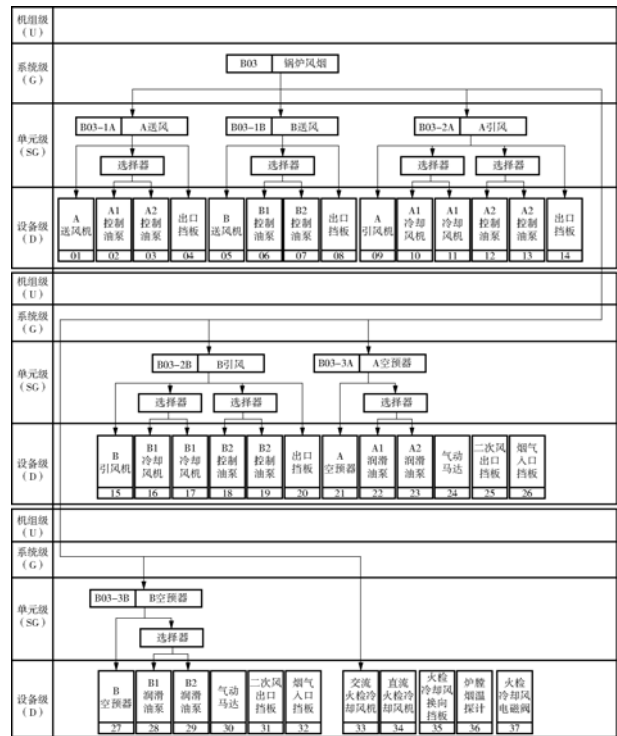 机组级
(U)
系统级
(G)
B03 锅炉风烟
单元级
(SG)
B03-1A A送风
B03-1B B送风
B03-2A A引风
选择器
选择器
选择器
选择器
设备级
(D)
A
送风机
01
A1
控制
油泵
02
A2
控制
油泵
03
出口
挡板
04
B
送风机
05
B1
控制
油泵
06
B2
控制
油泵
07
出口
挡板
08
A
引风机
09
A1
冷却
风机
10
A1
冷却
风机
11
A2
控制
油泵
12
A2
控制
油泵
13
出口
挡板
14
机组级
(U)
系统级
(G)
单元级
(SG)
B03-2B B引风
B03-3A A空预器
选择器
选择器
选择器
设备级
(D)
B
引风机
15
B1
冷却
风机
16
B1
冷却
风机
17
B2
控制
油泵
18
B2
控制
油泵
19
出口
挡板
20
A
空预器
21
A1
润滑
油泵
22
A2
润滑
油泵
23
气动
马达
24
二次风
出口
挡板
25
烟气
入口
挡板
26
机组级
(U)
系统级
(G)
单元级
(SG)
B03-3B B空预器
选择器
设备级
(D)
B
空预器
27
B1
润滑
油泵
28
B2
润滑
油泵
29
气动
马达
30
二次风
出口
挡板
31
烟气
入口
挡板
32
交流
火检冷
却风机
33
直流
火检冷
却风机
34
火检
冷却风
换向
挡板
35
炉膛
烟温
探计
36
火检
冷却风
电磁阀
37